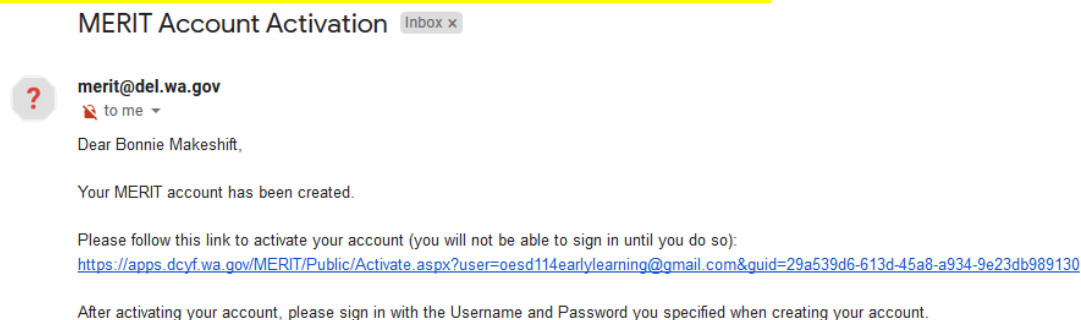 MERIT Account Activation Inbox x
?
merit@del.wa.gov
to me
Dear Bonnie Makeshift,
Your MERIT account has been created.
Please follow this link to activate your account (you will not be able to sign in until you do so):
https://apps.dcyf.wa.gov/MERIT/Public/Activate.aspx?user=oesd114earlylearning@gmail.com&guid=29a539d6-613d-45a8-a934-9e23db989130
After activating your account, please sign in with the Username and Password you specified when creating your account.